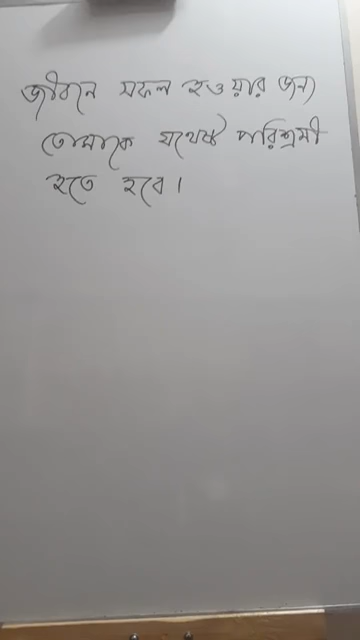 জীবনে সফল হওয়ার জন্য
তোমাকে যথেষ্ট পরিশ্রমী
হতে হবে।